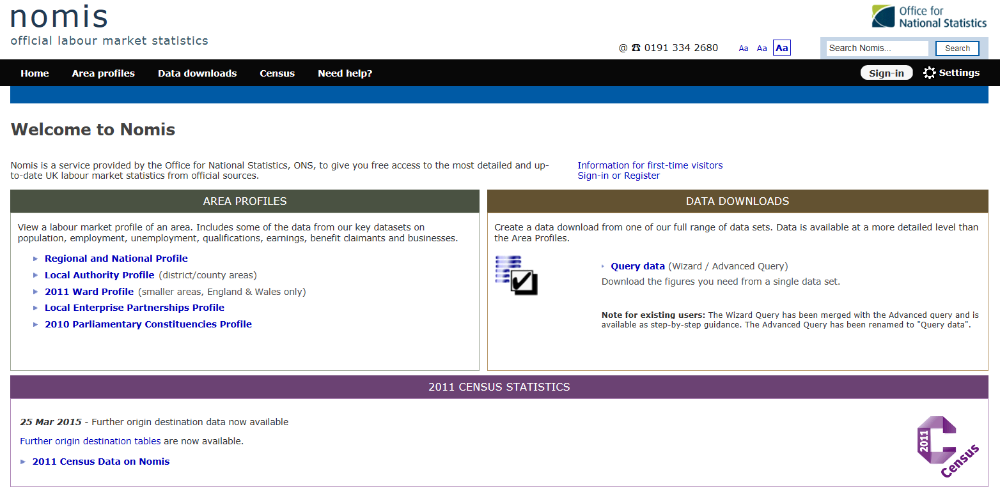 nomis
official labour market statistics
Office for
National Statistics
@ ☎ 0191 334 2680 Aa Aa Aa
Search Nomis... Search
Home Area profiles Data downloads Census Need help? Sign-in Settings
Welcome to Nomis
Nomis is a service provided by the Office for National Statistics, ONS, to give you free access to the most detailed and up-
to-date UK labour market statistics from official sources.
Information for first-time visitors
Sign-in or Register
AREA PROFILES
View a labour market profile of an area. Includes some of the data from our key datasets on
population, employment, unemployment, qualifications, earnings, benefit claimants and businesses.
Regional and National Profile
Local Authority Profile (district/county areas)
2011 Ward Profile (smaller areas, England & Wales only)
Local Enterprise Partnerships Profile
2010 Parliamentary Constituencies Profile
DATA DOWNLOADS
Create a data download from one of our full range of data sets. Data is available at a more detailed level than
the Area Profiles.
Query data (Wizard / Advanced Query)
Download the figures you need from a single data set.
Note for existing users: The Wizard Query has been merged with the Advanced query and is
available as step-by-step guidance. The Advanced Query has been renamed to "Query data".
2011 CENSUS STATISTICS
25 Mar 2015 - Further origin destination data now available
Further origin destination tables are now available.
2011 Census Data on Nomis
2011
Census